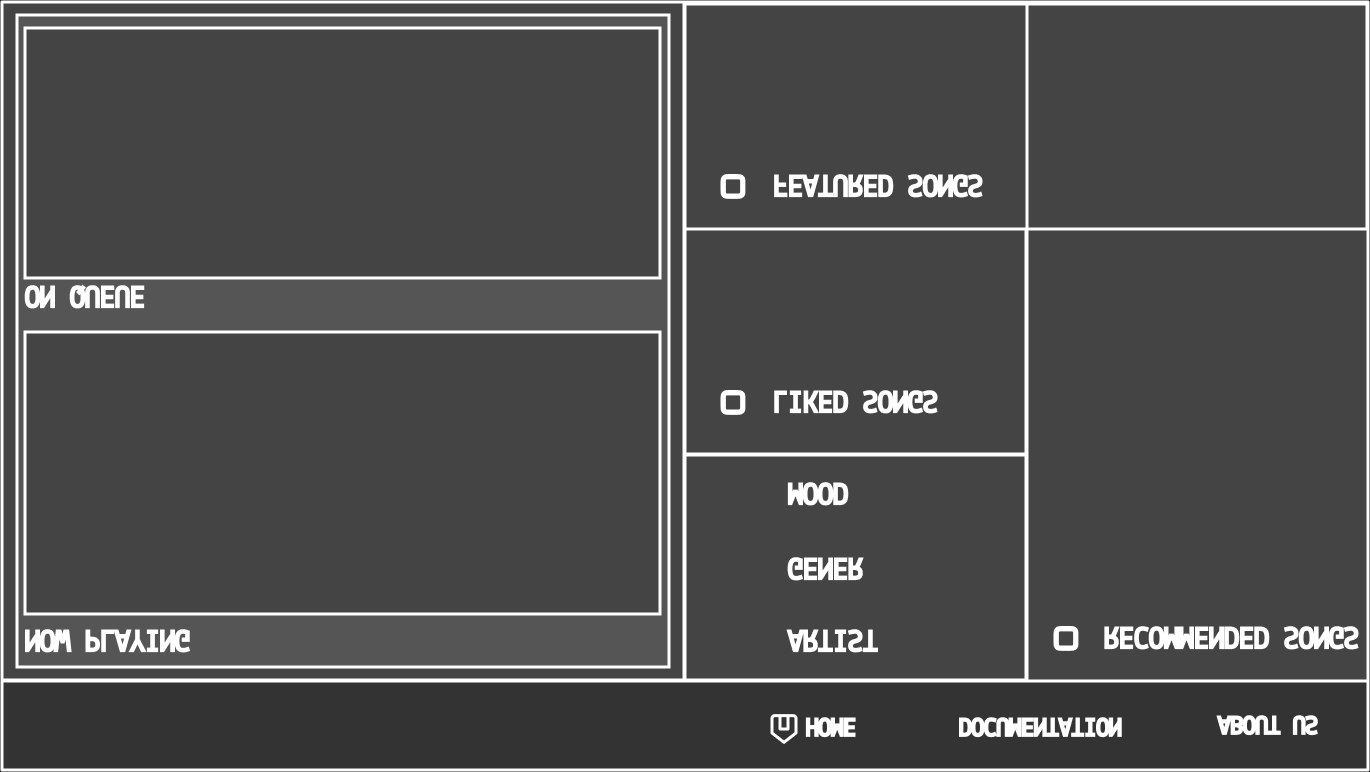 HOME
DOCUMENTATION
ABOUT US
NOW PLAYING
ARTIST
RECOMMENDED SONGS
GENER
MOOD
LIKED SONGS
ON QUEUE
FEATURED SONGS